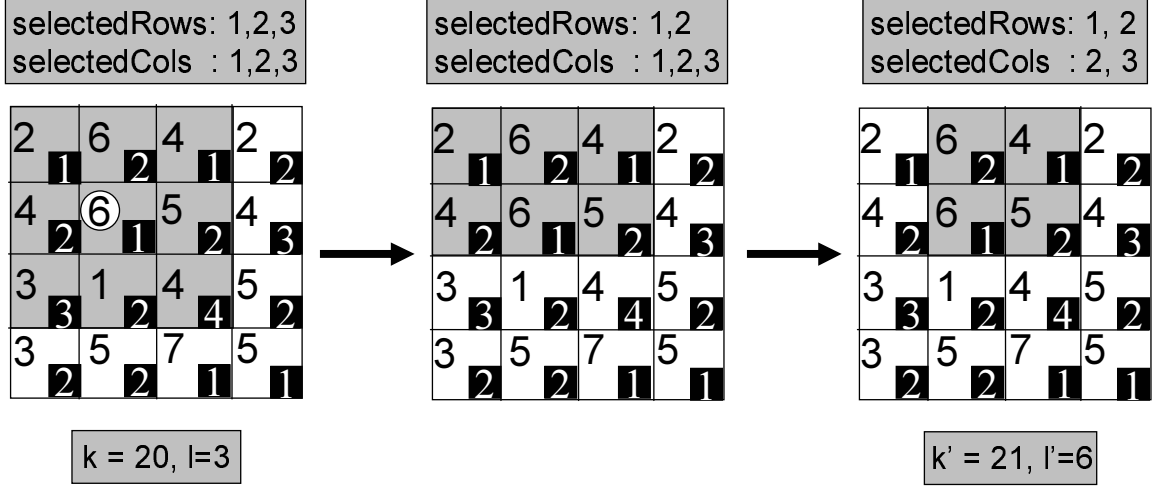 selectedRows: 1,2,3
selectedCols : 1,2,3
selectedRows: 1,2
selectedCols : 1,2,3
selectedRows: 1, 2
selectedCols : 2, 3
2 1 6 2 4 1 2 2
4 2 6 1 5 2 4 3
3 3 1 2 4 4 5 2
3 2 5 2 7 1 5 1
2 1 6 2 4 1 2 2
4 2 6 1 5 2 4 3
3 3 1 2 4 4 5 2
3 2 5 2 7 1 5 1
2 1 6 2 4 1 2 2
4 2 6 1 5 2 4 3
3 3 1 2 4 4 5 2
3 2 5 2 7 1 5 1
k = 20, l=3
k’ = 21, l’=6